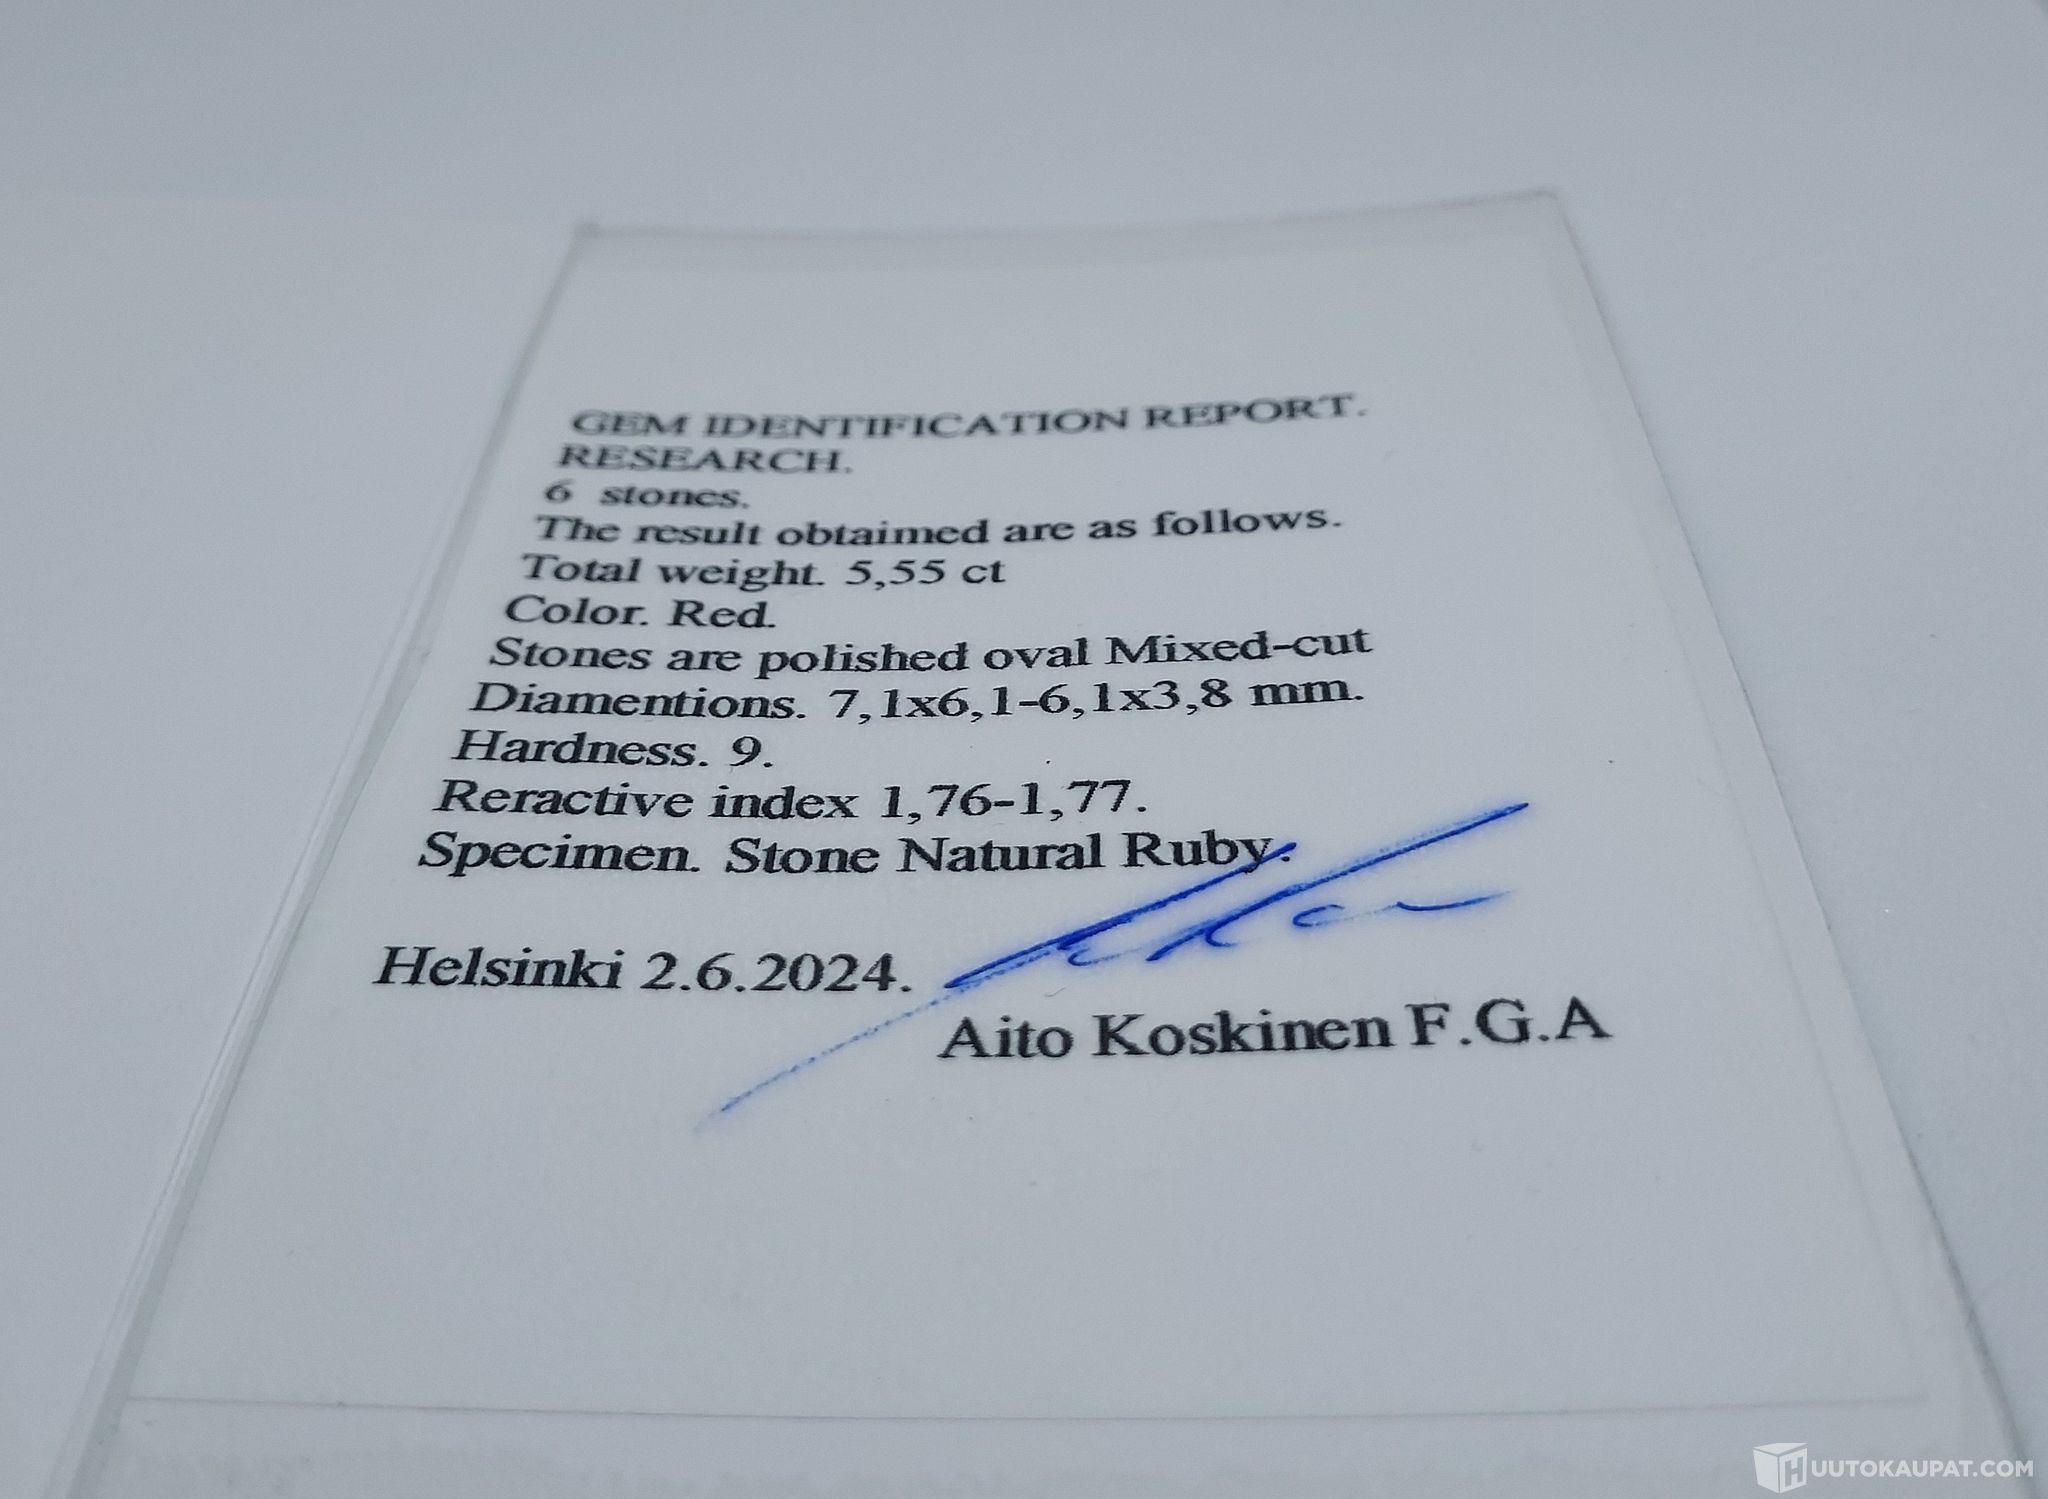 GEM IDENTIFICATION REPORT.
RESEARCH.
6 stones.
The result obtaimed are as follows.
Total weight. 5,55 ct
Color. Red.
Stones are polished oval Mixed-cut
Diamentions. 7,1x6,1-6,1x3,8 mm.
Hardness. 9.
Reractive index 1,76-1,77.
Specimen. Stone Natural Ruby.
Helsinki 2.6.2024.
Aito Koskinen F.G.A
HUUTOKAUPAT.COM